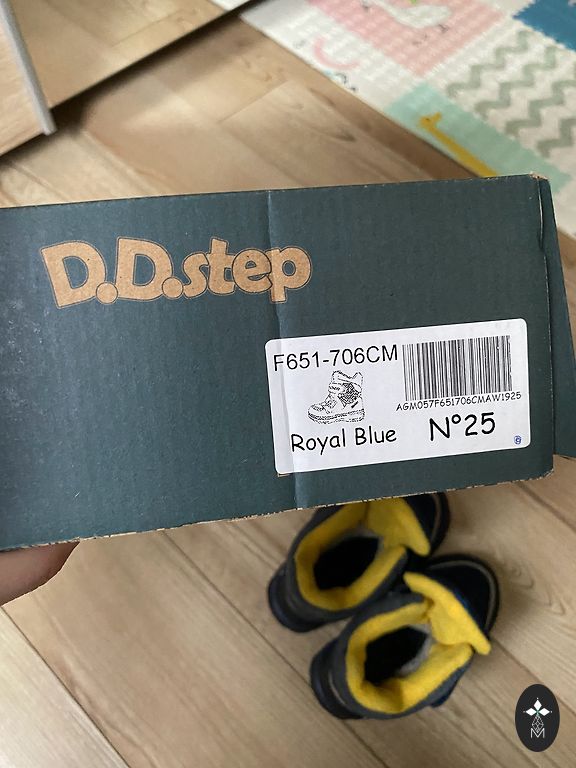 D.D.step
F651-706CM
AGM057F651706CMAW1925
Royal Blue N°25
M